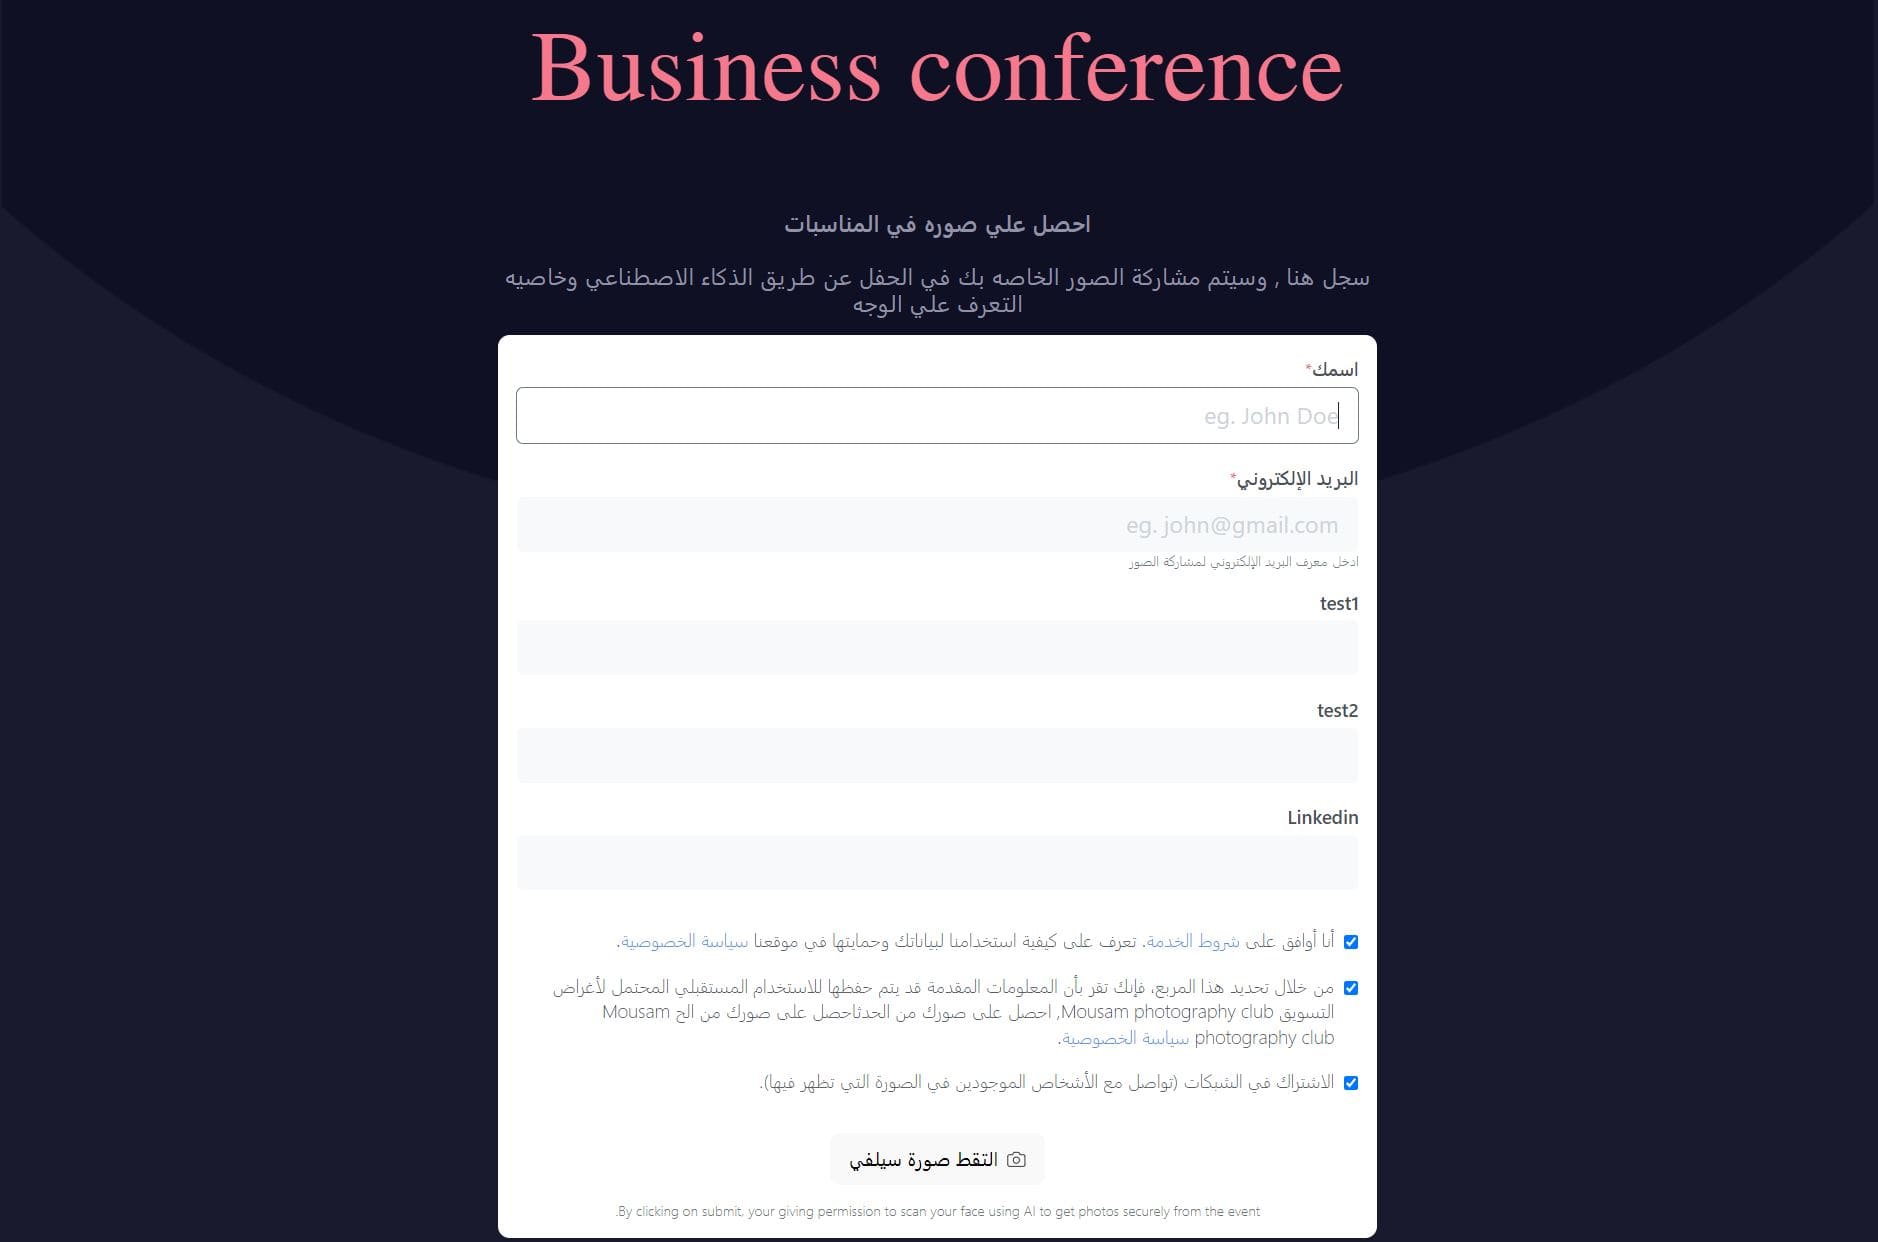 Business conference
احصل علي صوره في المناسبات
سجل هنا , وسيتم مشاركة الصور الخاصه بك في الحفل عن طريق الذكاء الاصطناعي وخاصيه
التعرف علي الوجه
اسمك*
eg. John Doe
البريد الإلكتروني*
eg. john@gmail.com
ادخل معرف البريد الإلكتروني لمشاركة الصور
test1
test2
Linkedin
أنا أوافق على شروط الخدمة. تعرف على كيفية استخدامنا لبياناتك وحمايتها في موقعنا سياسة الخصوصية.
من خلال تحديد هذا المربع، فإنك تقر بأن المعلومات المقدمة قد يتم حفظها للاستخدام المستقبلي المحتمل لأغراض
التسويق Mousam photography club, احصل على صورك من الحدثاحصل على صورك من الح Mousam
photography club سياسة الخصوصية.
الاشتراك في الشبكات (تواصل مع الأشخاص الموجودين في الصورة التي تظهر فيها).
التقط صورة سيلفي
.By clicking on submit, your giving permission to scan your face using AI to get photos securely from the event